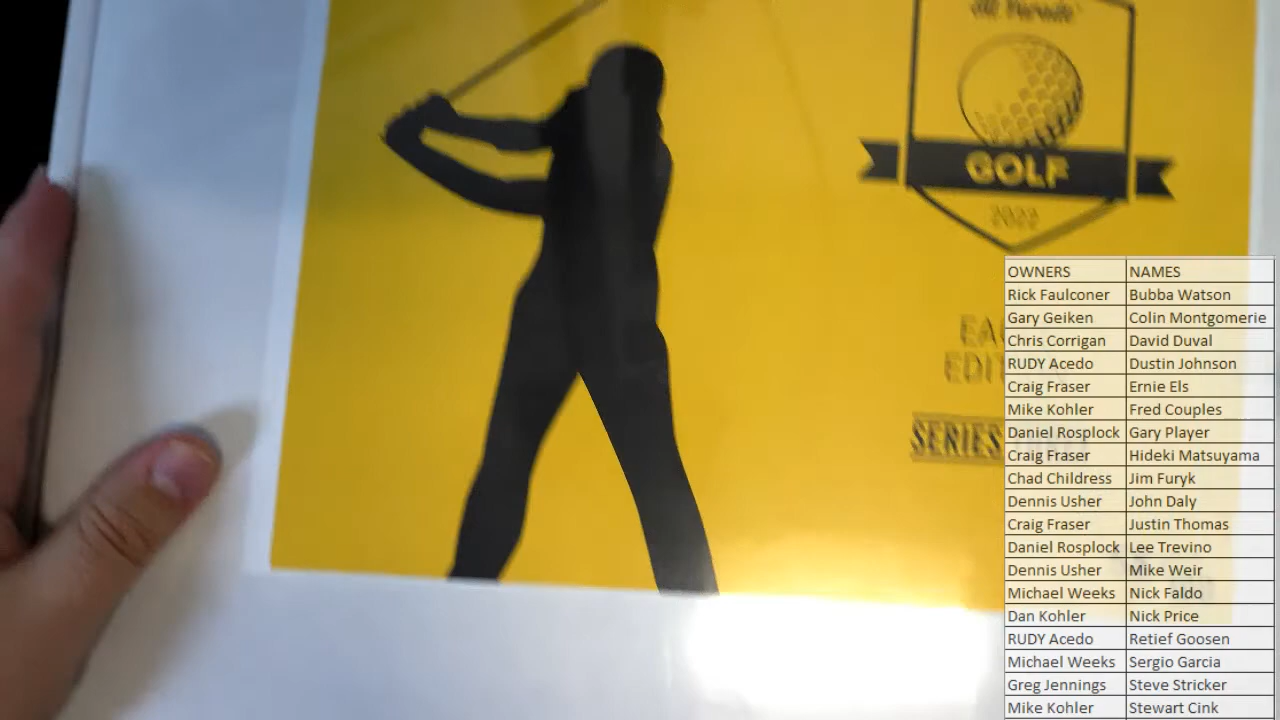 GOLF
2022
SERIES
OWNERS NAMES
Rick Faulconer Bubba Watson
Gary Geiken Colin Montgomerie
Chris Corrigan David Duval
RUDY Acedo Dustin Johnson
Craig Fraser Ernie Els
Mike Kohler Fred Couples
Daniel Rosplock Gary Player
Craig Fraser Hideki Matsuyama
Chad Childress Jim Furyk
Dennis Usher John Daly
Craig Fraser Justin Thomas
Daniel Rosplock Lee Trevino
Dennis Usher Mike Weir
Michael Weeks Nick Faldo
Dan Kohler Nick Price
RUDY Acedo Retief Goosen
Michael Weeks Sergio Garcia
Greg Jennings Steve Stricker
Mike Kohler Stewart Cink